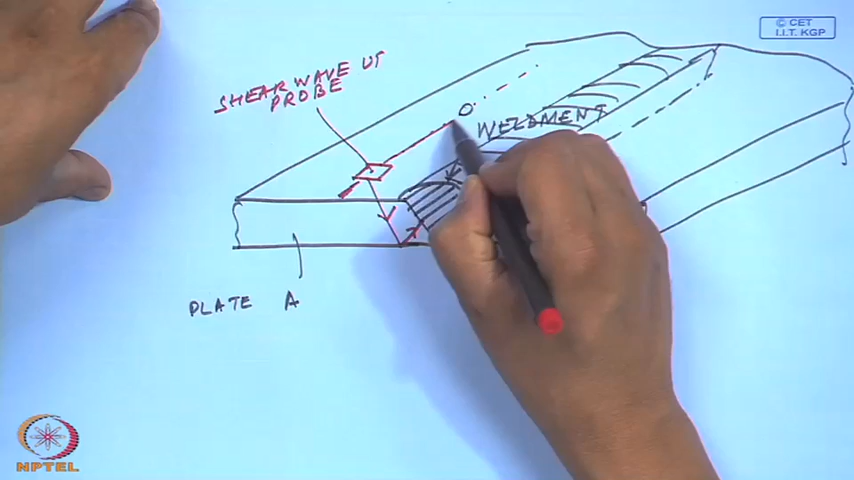 © CET
I.I.T. KGP
SHEAR WAVE UT
PROBE
O
WELDMENT
PLATE A
NPTEL